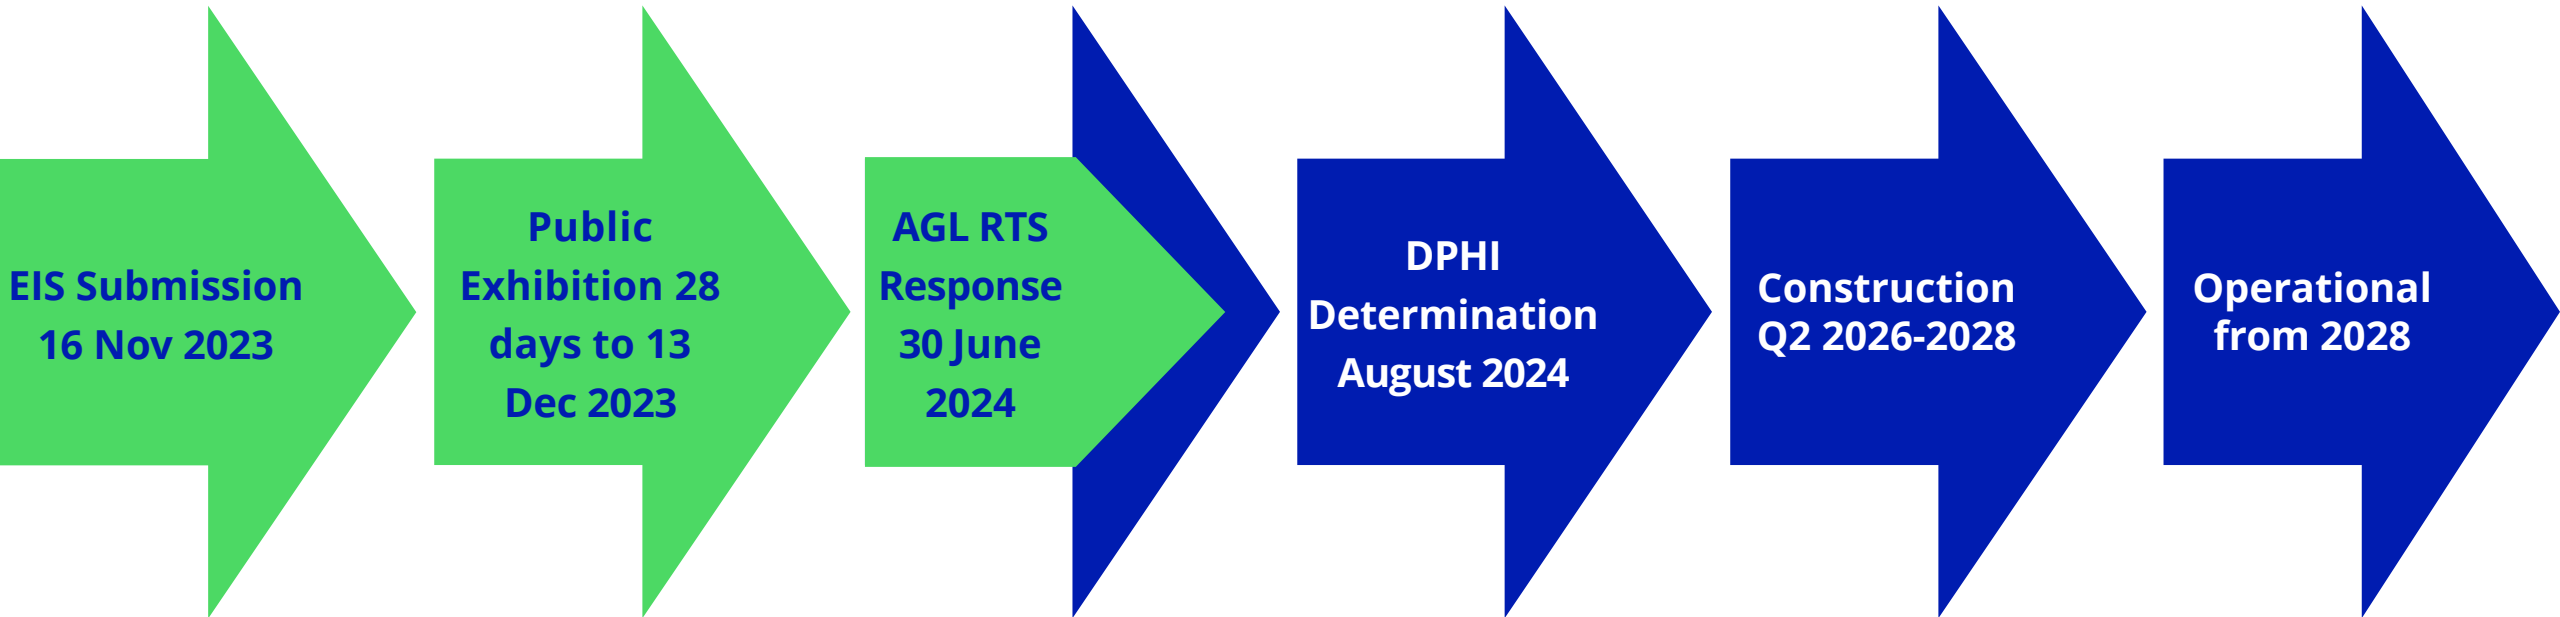 EIS Submission
16 Nov 2023
Public
Exhibition 28
days to 13
Dec 2023
AGL RTS
Response
30 June
2024
DPHI
Determination
August 2024
Construction
Q2 2026-2028
Operational
from 2028